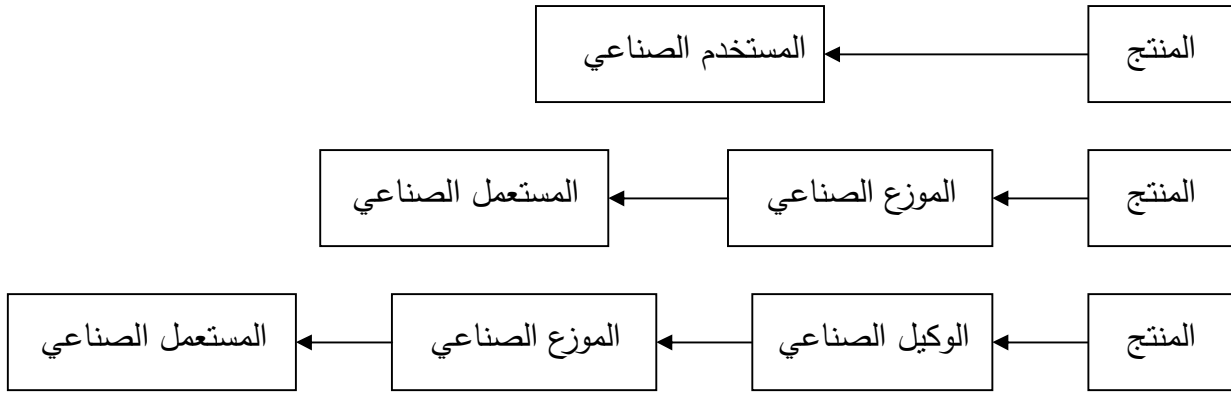 المنتج المستخدم الصناعي
المنتج الموزع الصناعي المستعمل الصناعي
المنتج الوكيل الصناعي الموزع الصناعي المستعمل الصناعي